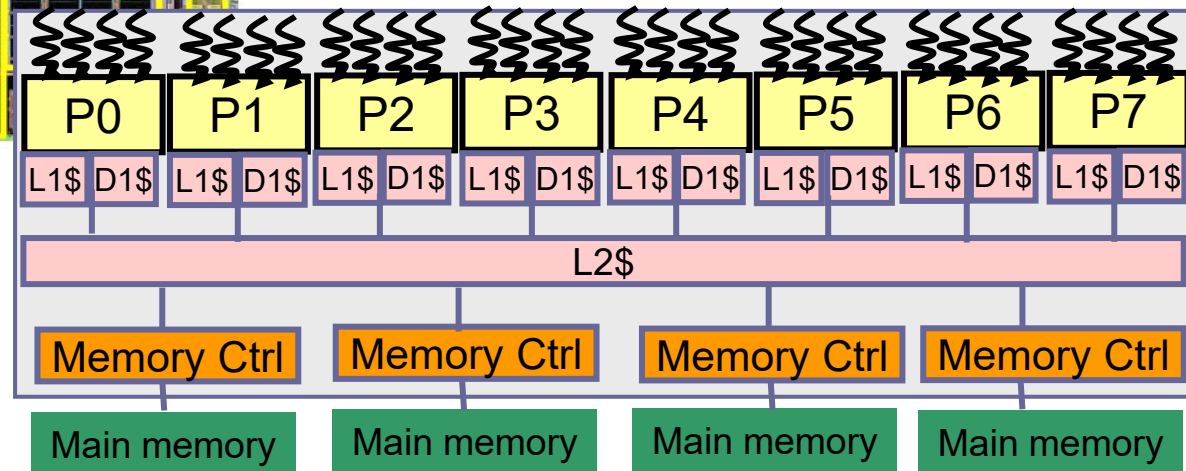 P0 P1 P2 P3 P4 P5 P6 P7
L1$ D1$ L1$ D1$ L1$ D1$ L1$ D1$ L1$ D1$ L1$ D1$ L1$ D1$ L1$ D1$
L2$
Memory Ctrl Memory Ctrl Memory Ctrl Memory Ctrl
Main memory Main memory Main memory Main memory